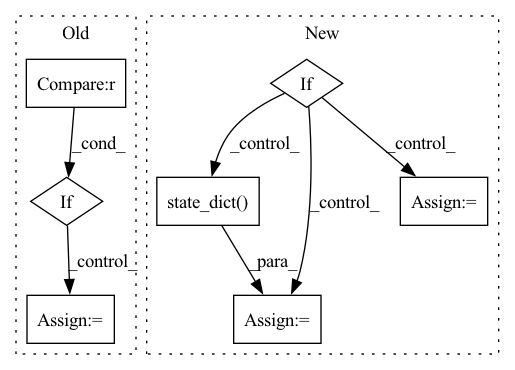 Old
New
Compare:r
If
_cond_
_control_
_control_
_control_
If
state_dict()
Assign:=
_control_
_para_
Assign:=
Assign:=